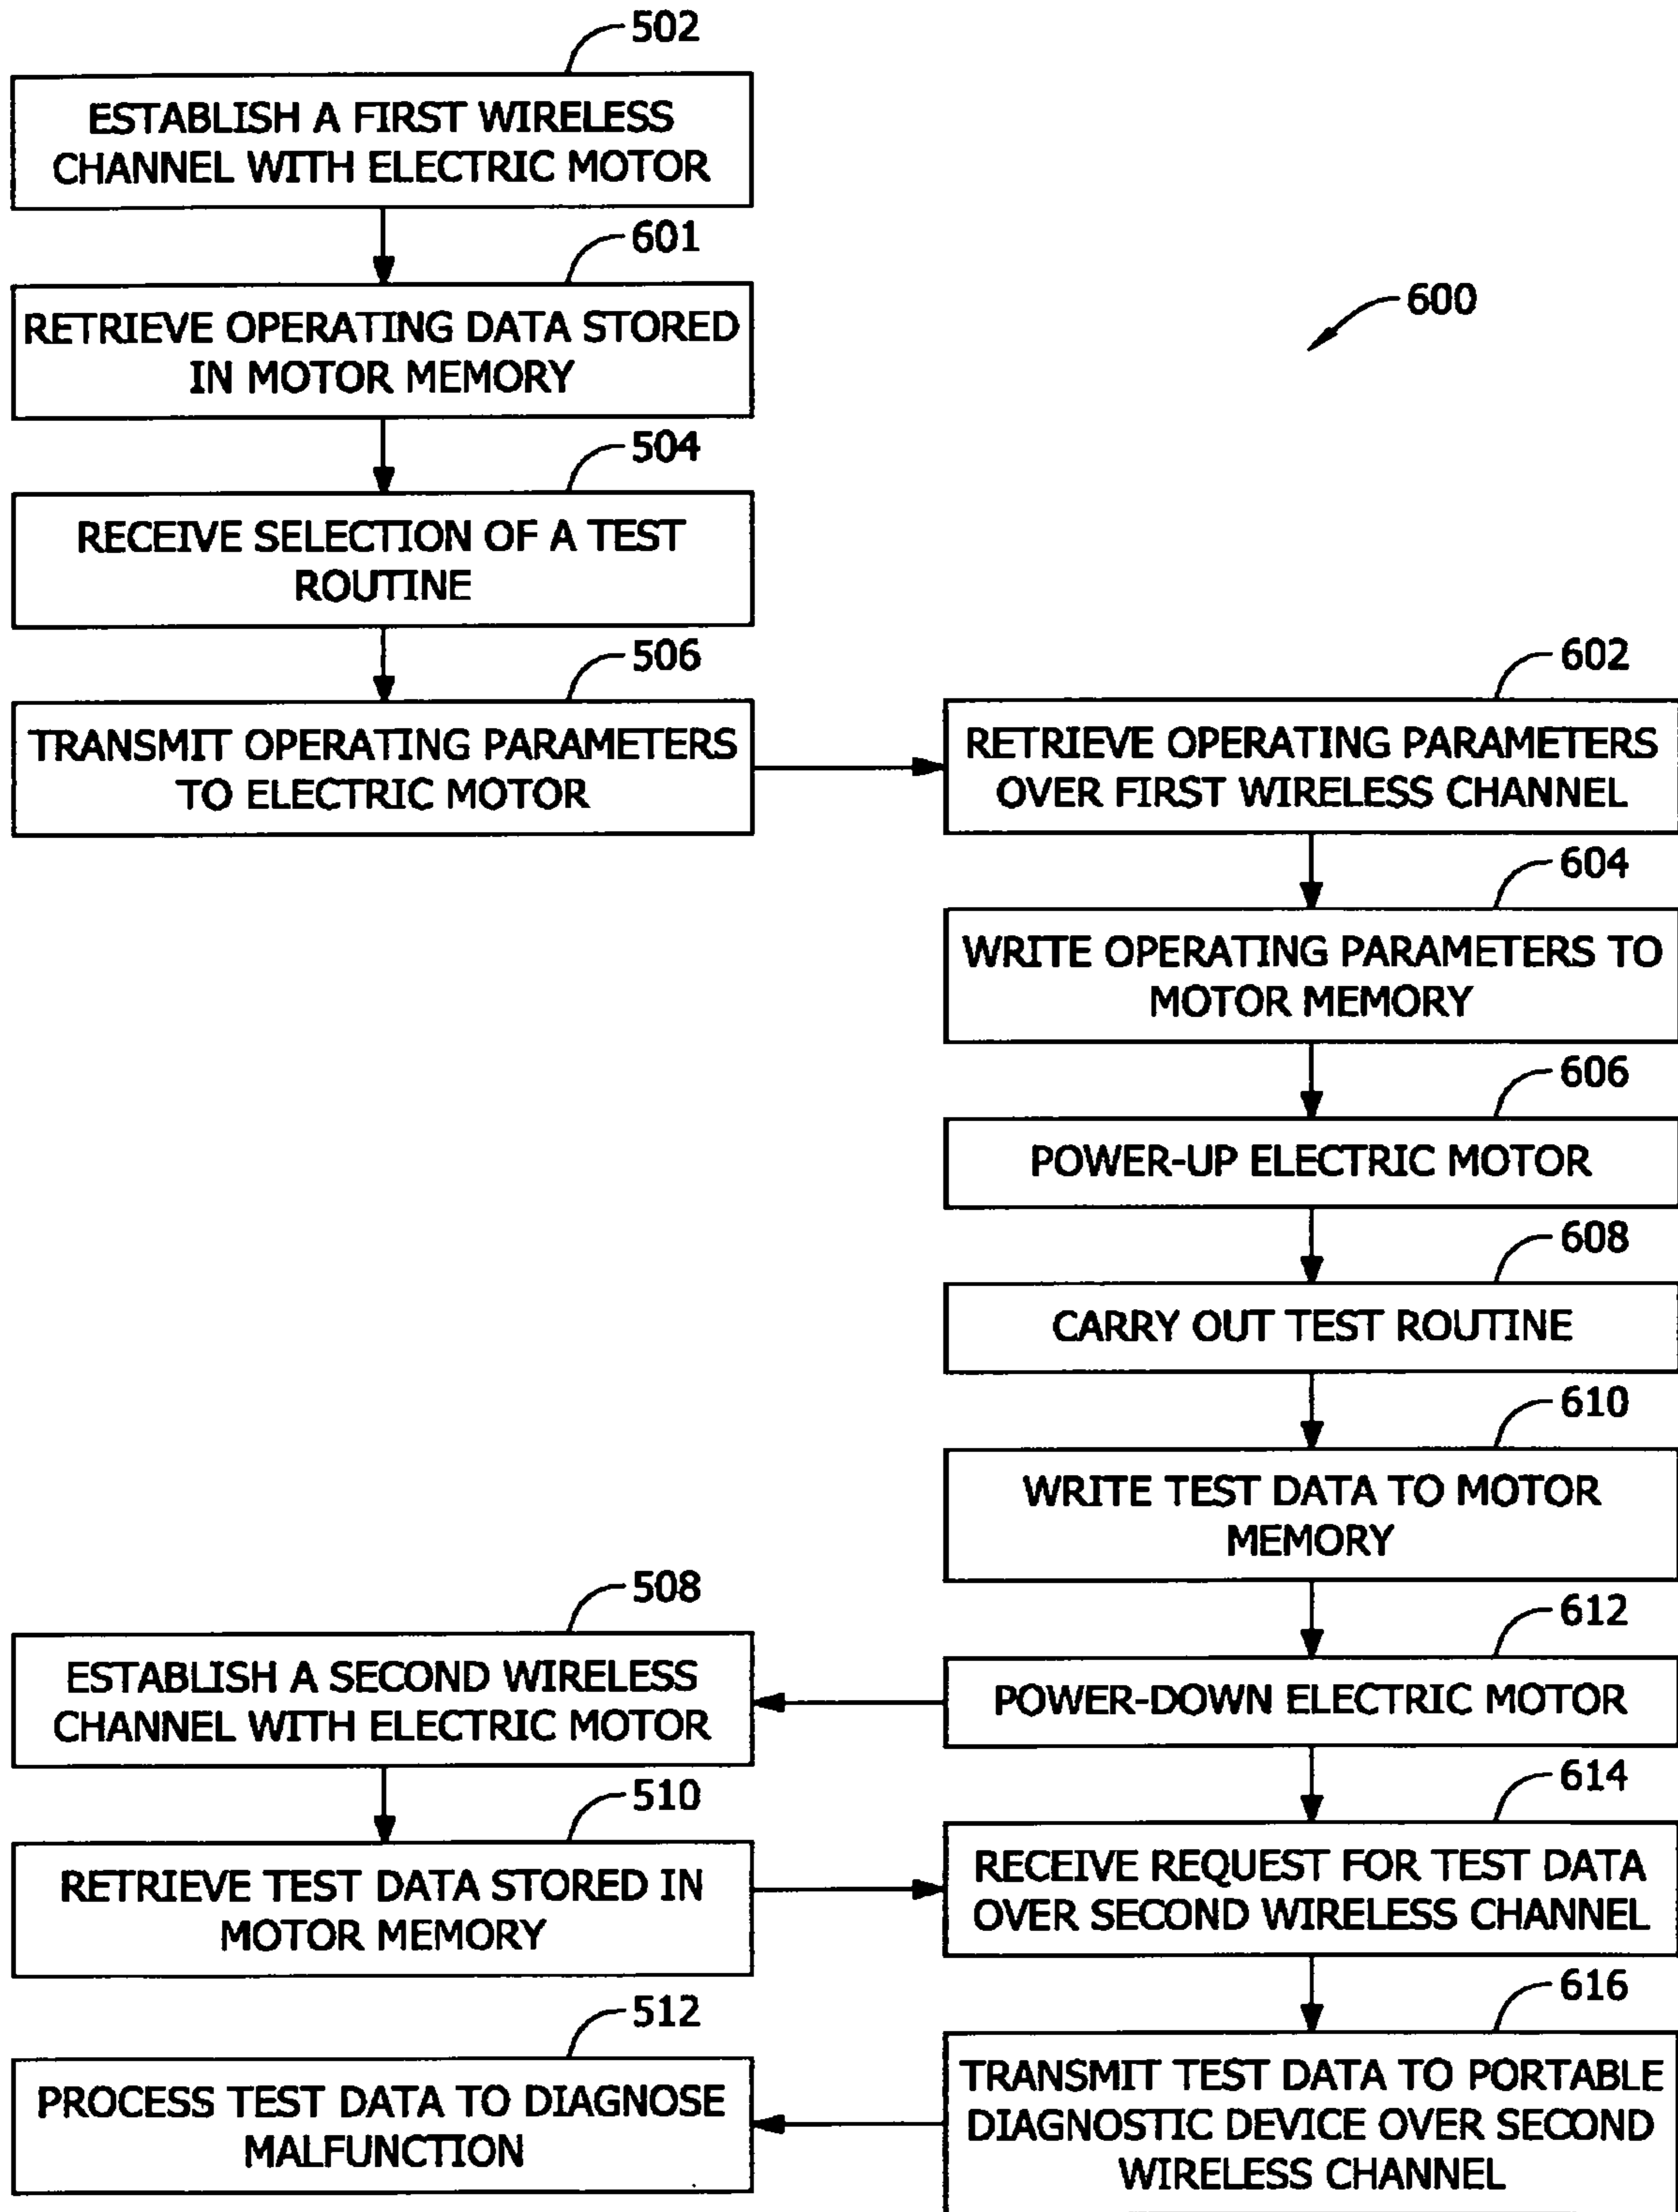 502
ESTABLISH A FIRST WIRELESS
CHANNEL WITH ELECTRIC MOTOR
601
RETRIEVE OPERATING DATA STORED
IN MOTOR MEMORY
600
504
RECEIVE SELECTION OF A TEST
ROUTINE
506
TRANSMIT OPERATING PARAMETERS
TO ELECTRIC MOTOR
602
RETRIEVE OPERATING PARAMETERS
OVER FIRST WIRELESS CHANNEL
604
WRITE OPERATING PARAMETERS TO
MOTOR MEMORY
606
POWER-UP ELECTRIC MOTOR
608
CARRY OUT TEST ROUTINE
610
WRITE TEST DATA TO MOTOR
MEMORY
612
POWER-DOWN ELECTRIC MOTOR
508
ESTABLISH A SECOND WIRELESS
CHANNEL WITH ELECTRIC MOTOR
510
RETRIEVE TEST DATA STORED IN
MOTOR MEMORY
614
RECEIVE REQUEST FOR TEST DATA
OVER SECOND WIRELESS CHANNEL
616
TRANSMIT TEST DATA TO PORTABLE
DIAGNOSTIC DEVICE OVER SECOND
WIRELESS CHANNEL
512
PROCESS TEST DATA TO DIAGNOSE
MALFUNCTION